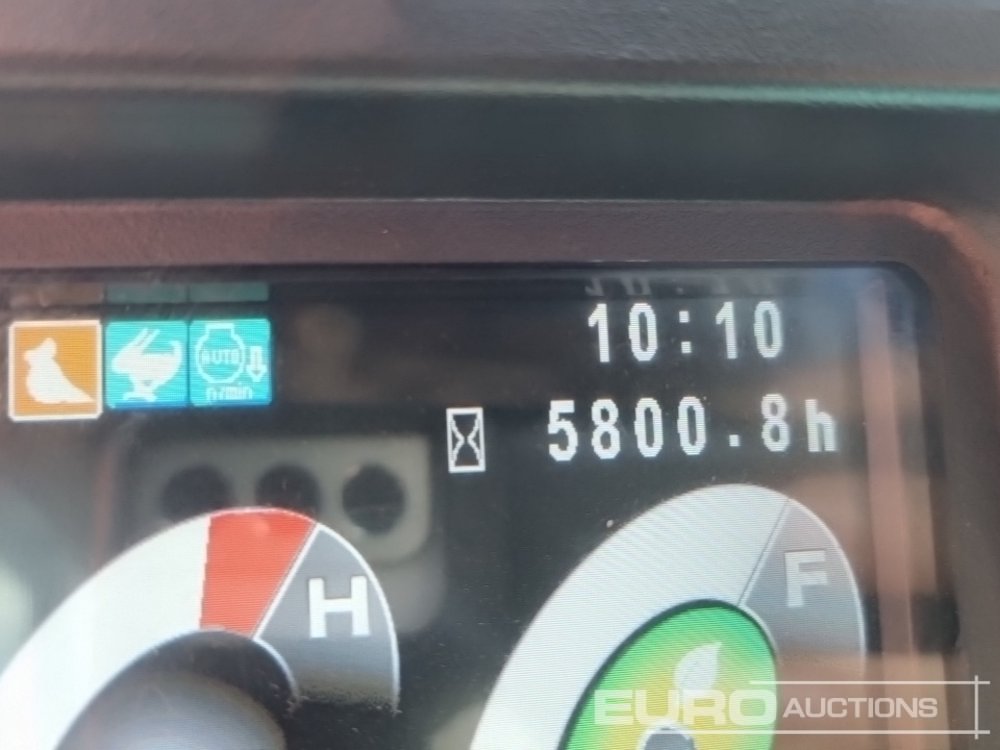 10:10
AUTO
n/min
5800.8h
H
F
EURO AUCTIONS